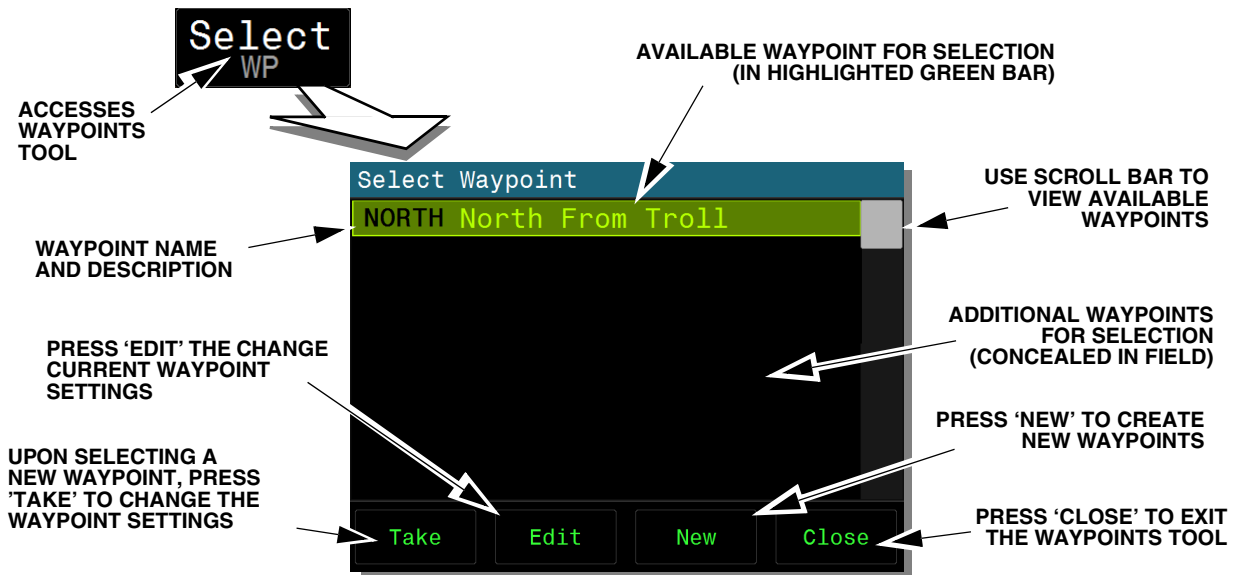 Select
WP
ACCESSES
WAYPOINTS
TOOL
AVAILABLE WAYPOINT FOR SELECTION
(IN HIGHLIGHTED GREEN BAR)
Select Waypoint
NORTH North From Troll
USE SCROLL BAR TO
VIEW AVAILABLE
WAYPOINTS
WAYPOINT NAME
AND DESCRIPTION
ADDITIONAL WAYPOINTS
FOR SELECTION
(CONCEALED IN FIELD)
PRESS ‘EDIT’ THE CHANGE
CURRENT WAYPOINT
SETTINGS
PRESS ‘NEW’ TO CREATE
NEW WAYPOINTS
UPON SELECTING A
NEW WAYPOINT, PRESS
'TAKE’ TO CHANGE THE
WAYPOINT SETTINGS
Take Edit New Close
PRESS ‘CLOSE’ TO EXIT
THE WAYPOINTS TOOL